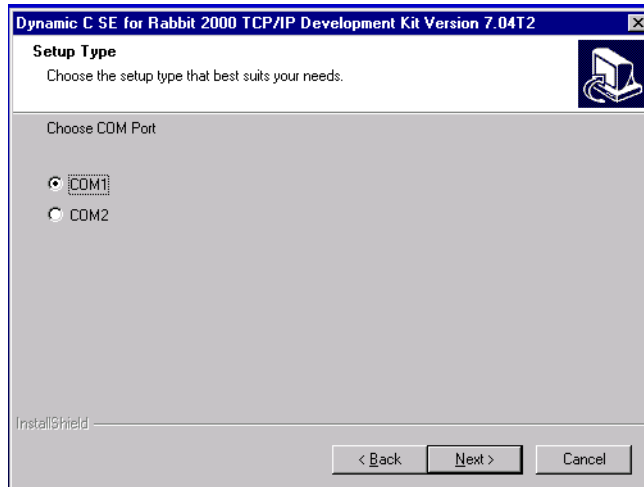 Dynamic C SE for Rabbit 2000 TCP/IP Development Kit Version 7.04T2
Setup Type
Choose the setup type that best suits your needs.
Choose COM Port
COM1
COM2
InstallShield
< Back Next > Cancel